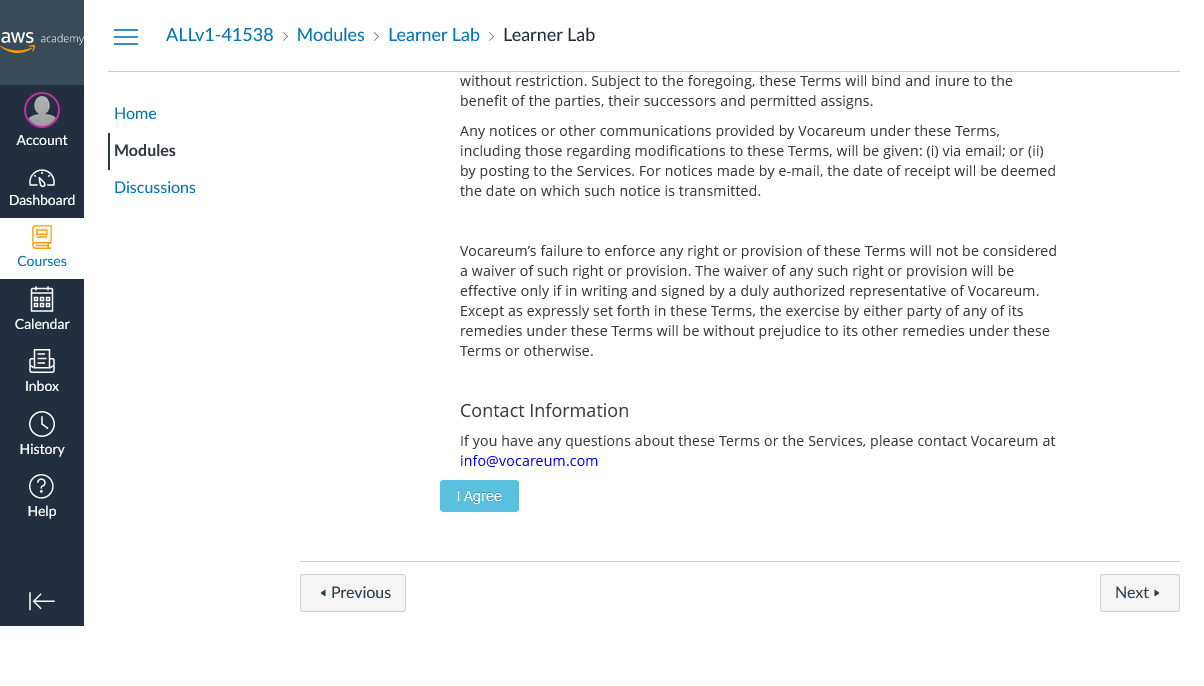 aws academy
ALLv1-41538 › Modules › Learner Lab › Learner Lab
Account
Dashboard
Courses
Calendar
Inbox
History
Help
Home
Modules
Discussions
without restriction. Subject to the foregoing, these Terms will bind and inure to the
benefit of the parties, their successors and permitted assigns.
Any notices or other communications provided by Vocareum under these Terms,
including those regarding modifications to these Terms, will be given: (i) via email; or (ii)
by posting to the Services. For notices made by e-mail, the date of receipt will be deemed
the date on which such notice is transmitted.
Vocareum’s failure to enforce any right or provision of these Terms will not be considered
a waiver of such right or provision. The waiver of any such right or provision will be
effective only if in writing and signed by a duly authorized representative of Vocareum.
Except as expressly set forth in these Terms, the exercise by either party of any of its
remedies under these Terms will be without prejudice to its other remedies under these
Terms or otherwise.
Contact Information
If you have any questions about these Terms or the Services, please contact Vocareum at
info@vocareum.com
I Agree
Previous
Next